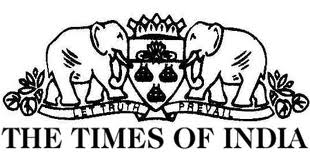 LET TRUTH PREVAIL
THE TIMES OF INDIA